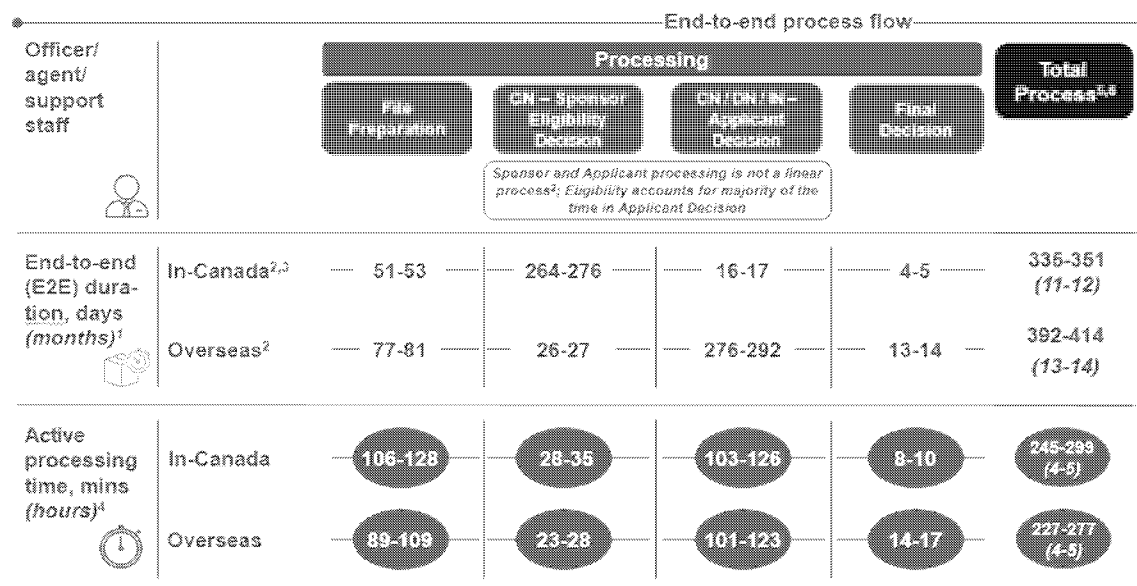 End-to-end process flow
Officer/
agent/
support
staff
Processing
Total
Process5,6
File
Preparation
CN – Sponsor
Eligibility
Decision
CN / DN / IN –
Applicant
Decision
Final
Decision
Sponsor and Applicant processing is not a linear
process2; Eligibility accounts for majority of the
time in Applicant Decision
End-to-end
(E2E) dura-
tion, days
(months)1
In-Canada2,3
51-53
264-276
16-17
4-5
335-351
(11-12)
Overseas2
77-81
26-27
276-292
13-14
392-414
(13-14)
Active
processing
time, mins
(hours)4
In-Canada
106-128
28-35
103-126
8-10
245-299
(4-5)
Overseas
89-109
23-28
101-123
14-17
227-277
(4-5)